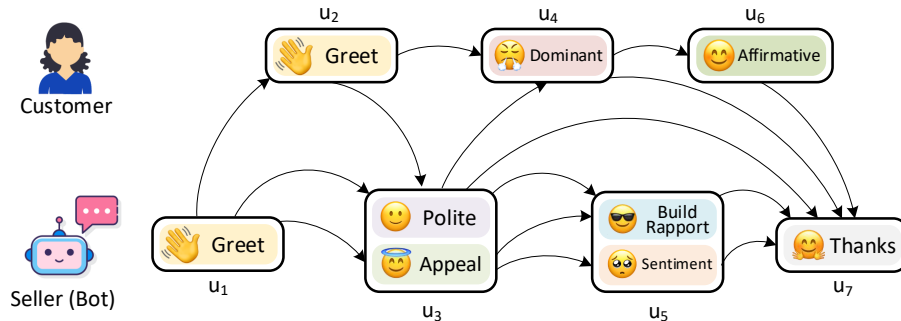 u2
u4
u6
Greet
Dominant
Affirmative
Customer
Polite
Build
Rapport
Greet
Appeal
Sentiment
Thanks
Seller (Bot)
u1
u3
u5
u7